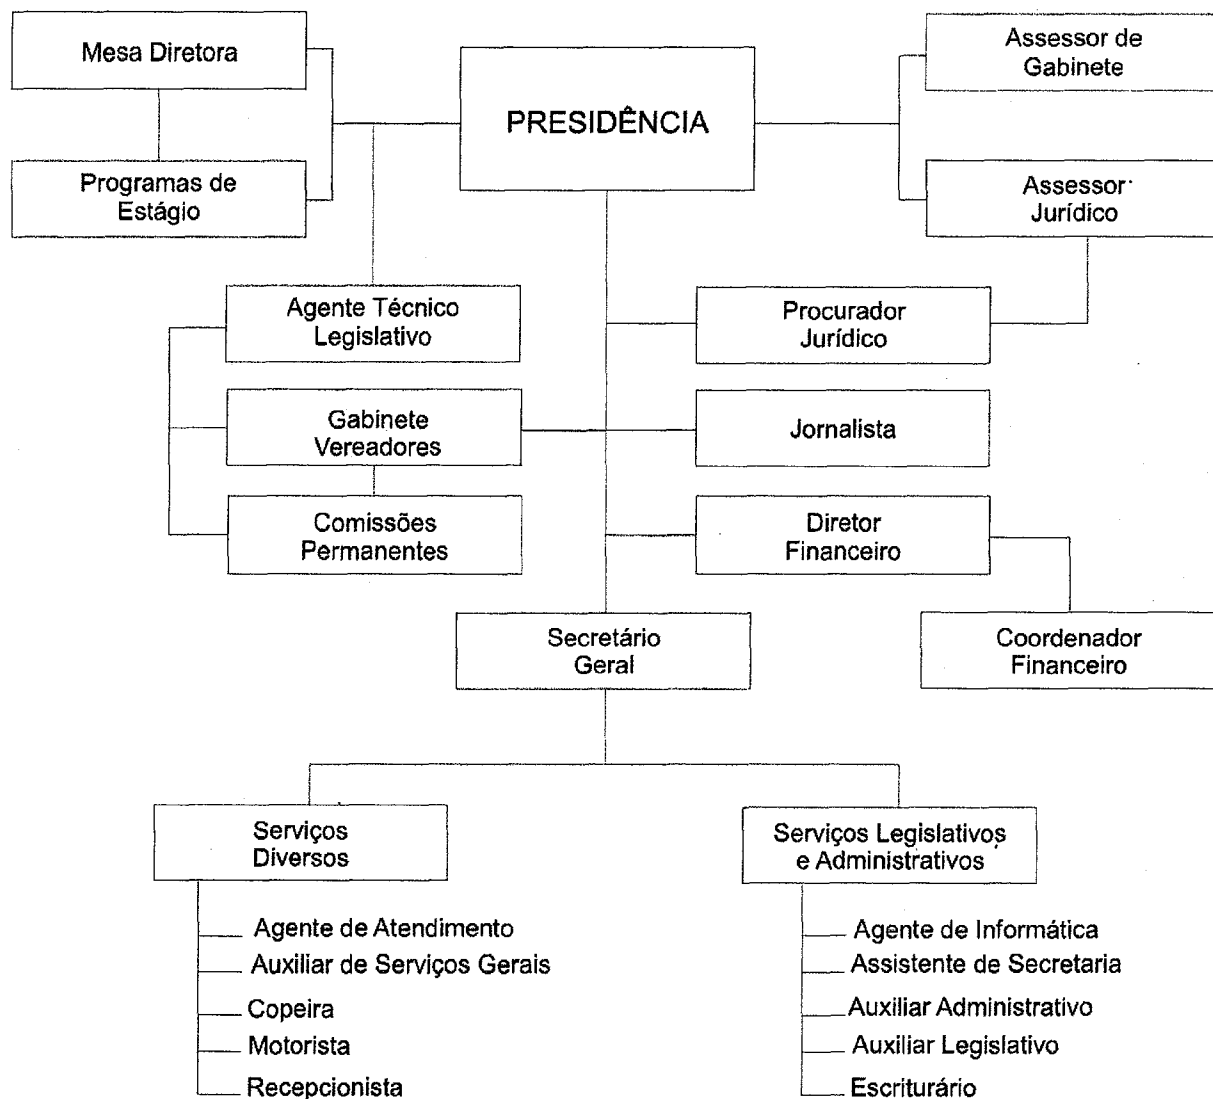 Mesa Diretora
PRESIDÊNCIA
Assessor de
Gabinete
Programas de
Estágio
Assessor
Jurídico
Agente Técnico
Legislativo
Procurador
Jurídico
Gabinete
Vereadores
Jornalista
Comissões
Permanentes
Diretor
Financeiro
Secretário
Geral
Coordenador
Financeiro
Serviços
Diversos
Agente de Atendimento
Auxiliar de Serviços Gerais
Copeira
Motorista
Recepcionista
Serviços Legislativos
e Administrativos
Agente de Informática
Assistente de Secretaria
Auxiliar Administrativo
Auxiliar Legislativo
Escriturário